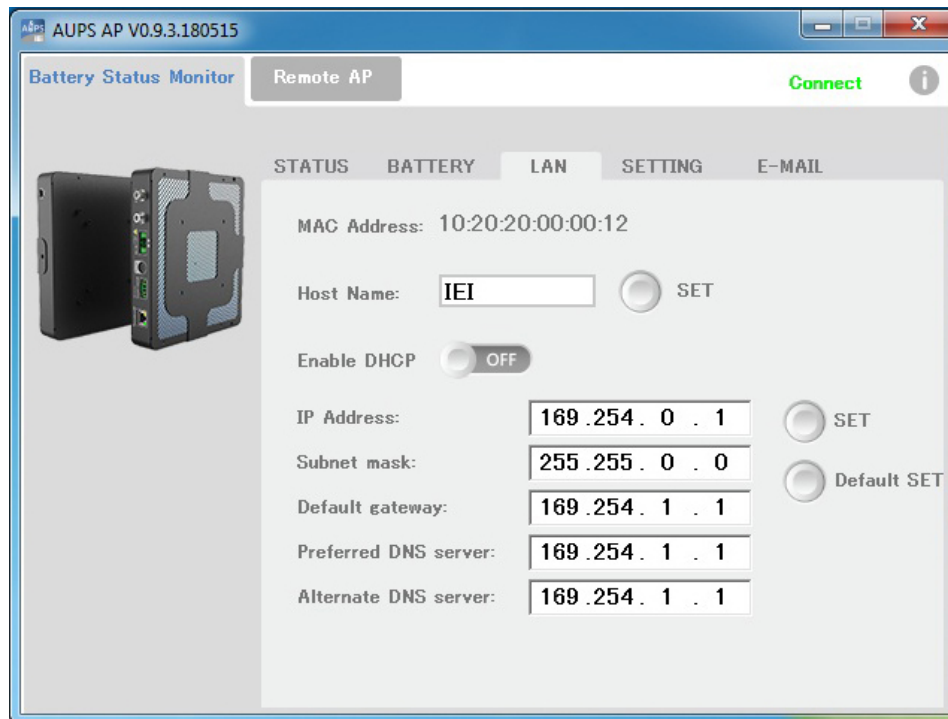 AUPS AP V0.9.3.180515
Battery Status Monitor
Remote AP
Connect
i
STATUS BATTERY LAN SETTING E-MAIL
MAC Address: 10:20:20:00:00:12
Host Name: IEI SET
Enable DHCP OFF
IP Address: 169.254. 0 . 1 SET
Subnet mask: 255.255. 0 . 0
Default SET
Default gateway: 169.254. 1 . 1
Preferred DNS server: 169.254. 1 . 1
Alternate DNS server: 169.254. 1 . 1